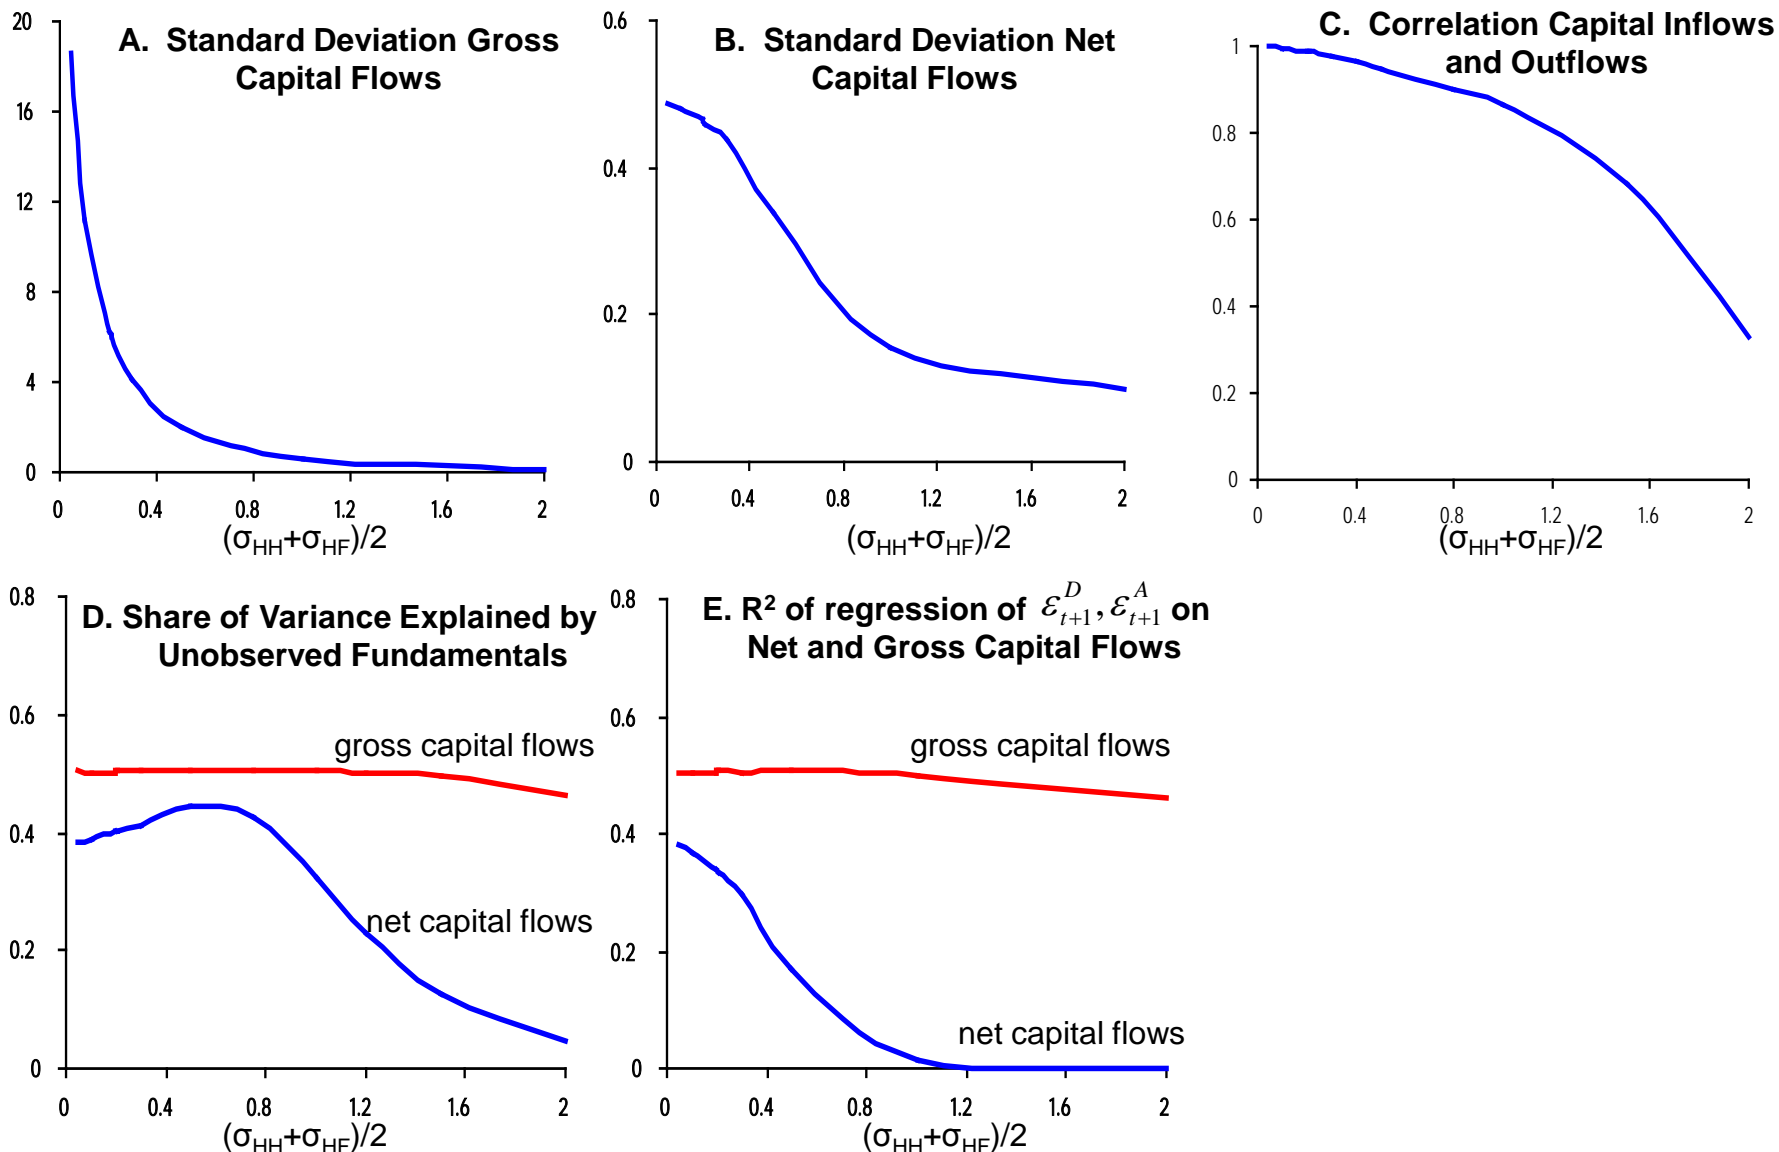 A. Standard Deviation Gross
Capital Flows
20
16
12
8
4
0
0 0.4 0.8 1.2 1.6 2
(σHH+σHF)/2
B. Standard Deviation Net
Capital Flows
0.6
0.4
0.2
0
0 0.4 0.8 1.2 1.6 2
(σHH+σHF)/2
C. Correlation Capital Inflows
and Outflows
1
0.8
0.6
0.4
0.2
0
0 0.4 0.8 1.2 1.6 2
(σHH+σHF)/2
D. Share of Variance Explained by
Unobserved Fundamentals
0.8
0.6
0.4
0.2
0
gross capital flows
net capital flows
0 0.4 0.8 1.2 1.6 2
(σHH+σHF)/2
E. R² of regression of ε^D_{t+1}, ε^A_{t+1} on
Net and Gross Capital Flows
0.8
0.6
0.4
0.2
0
gross capital flows
net capital flows
0 0.4 0.8 1.2 1.6 2
(σHH+σHF)/2